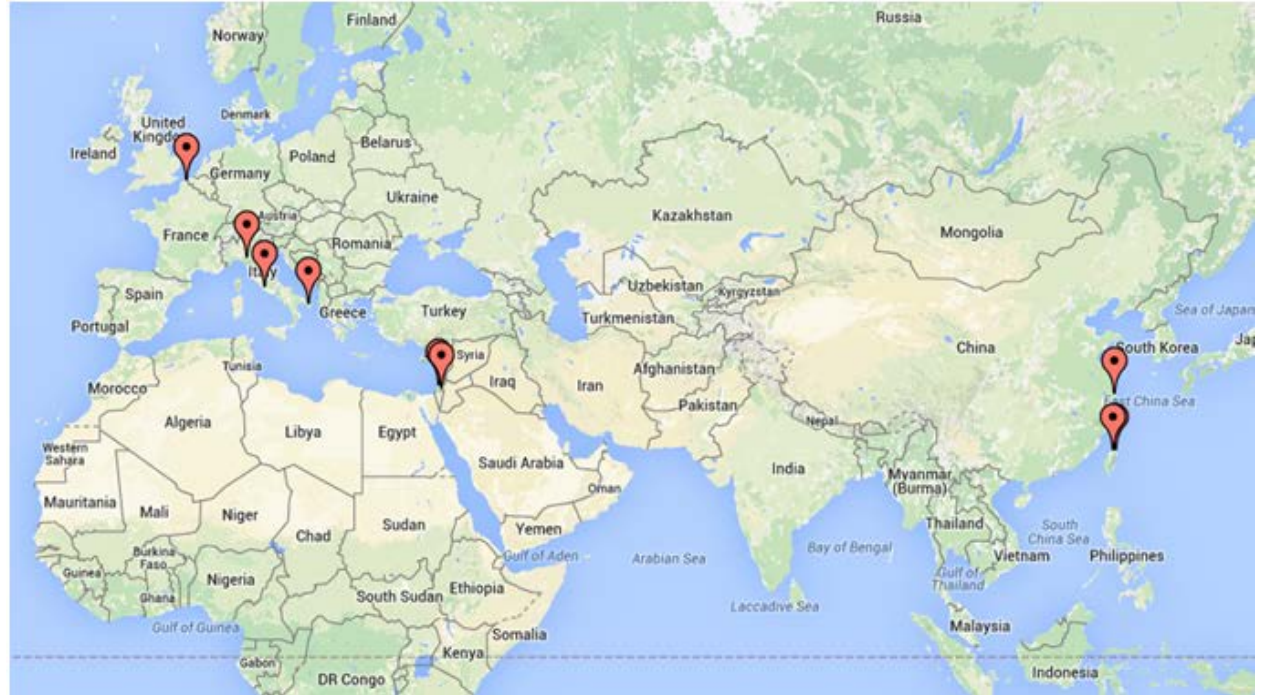 Finland
Russia
Norway
Denmark
United
Kingdo
Ireland
Belarus
Poland
Germany
Ukraine
Kazakhstan
Austria
France
Mongolia
Romania
Italy
Uzbekistan
Kyrgyzstan
Spain
Greece
Turkey
Turkmenistan
Sea of Japan
Portugal
China
South Korea
Jap
Syria
Tunisia
Afghanistan
Iraq
Iran
Morocco
Pakistan
East China Sea
Algeria
Libya
Egypt
Nepal
Western
Sahara
Saudi Arabia
India
Myanmar
(Burma)
Oman
Mauritania
Mali
Niger
Sudan
Yemen
Chad
Thailand
South
China Sea
Burkina
Faso
Gulf of Aden
Arabian Sea
Bay of Bengal
Vietnam
Philippines
Guinea
Nigeria
Ethiopia
Gulf of
Thailand
Ghana
South Sudan
Laccadive Sea
Gulf of Guinea
Somalia
Malaysia
Kenya
Gabon
DR Congo
Indonesia